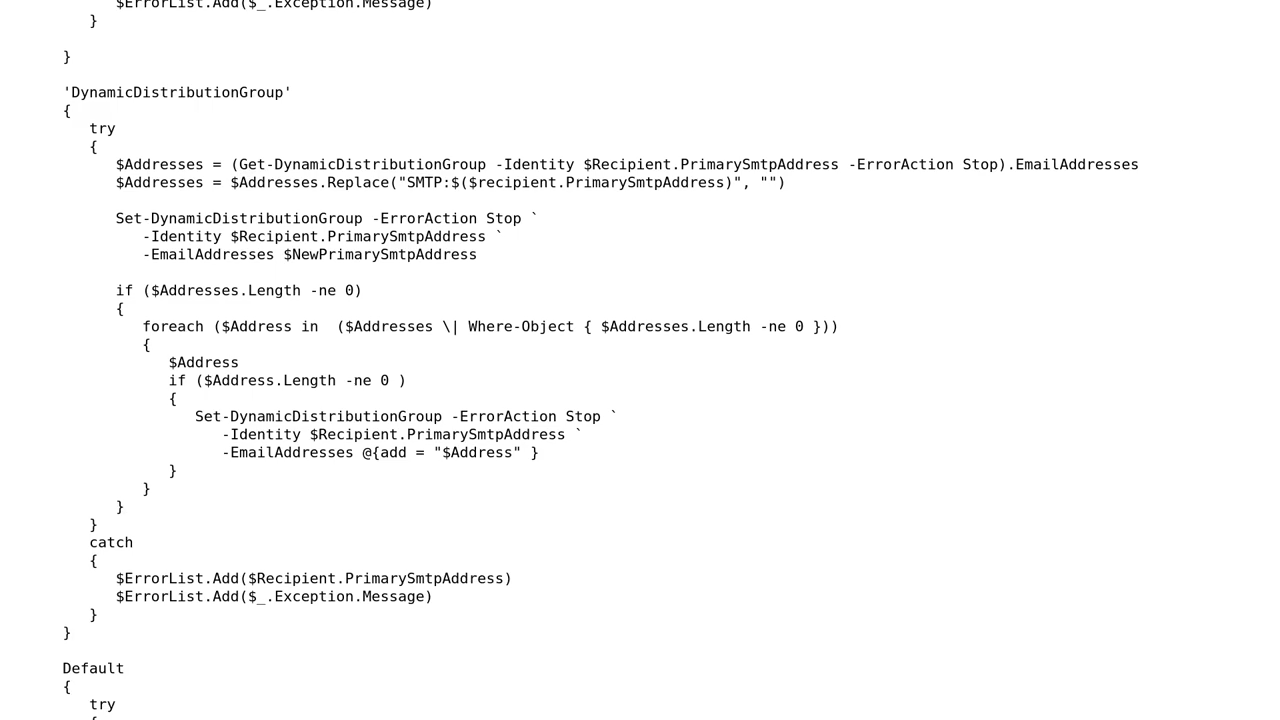 $ErrorList.Add($_.Exception.Message)
}
}
'DynamicDistributionGroup'
{
try
{
$Addresses = (Get-DynamicDistributionGroup -Identity $Recipient.PrimarySmtpAddress -ErrorAction Stop).EmailAddresses
$Addresses = $Addresses.Replace("SMTP:$($recipient.PrimarySmtpAddress)", "")
Set-DynamicDistributionGroup -ErrorAction Stop `
-Identity $Recipient.PrimarySmtpAddress `
-EmailAddresses $NewPrimarySmtpAddress
if ($Addresses.Length -ne 0)
{
foreach ($Address in  ($Addresses \| Where-Object { $Addresses.Length -ne 0 }))
{
$Address
if ($Address.Length -ne 0 )
{
Set-DynamicDistributionGroup -ErrorAction Stop `
-Identity $Recipient.PrimarySmtpAddress `
-EmailAddresses @{add = "$Address" }
}
}
}
}
catch
{
$ErrorList.Add($Recipient.PrimarySmtpAddress)
$ErrorList.Add($_.Exception.Message)
}
}
Default
{
try
{